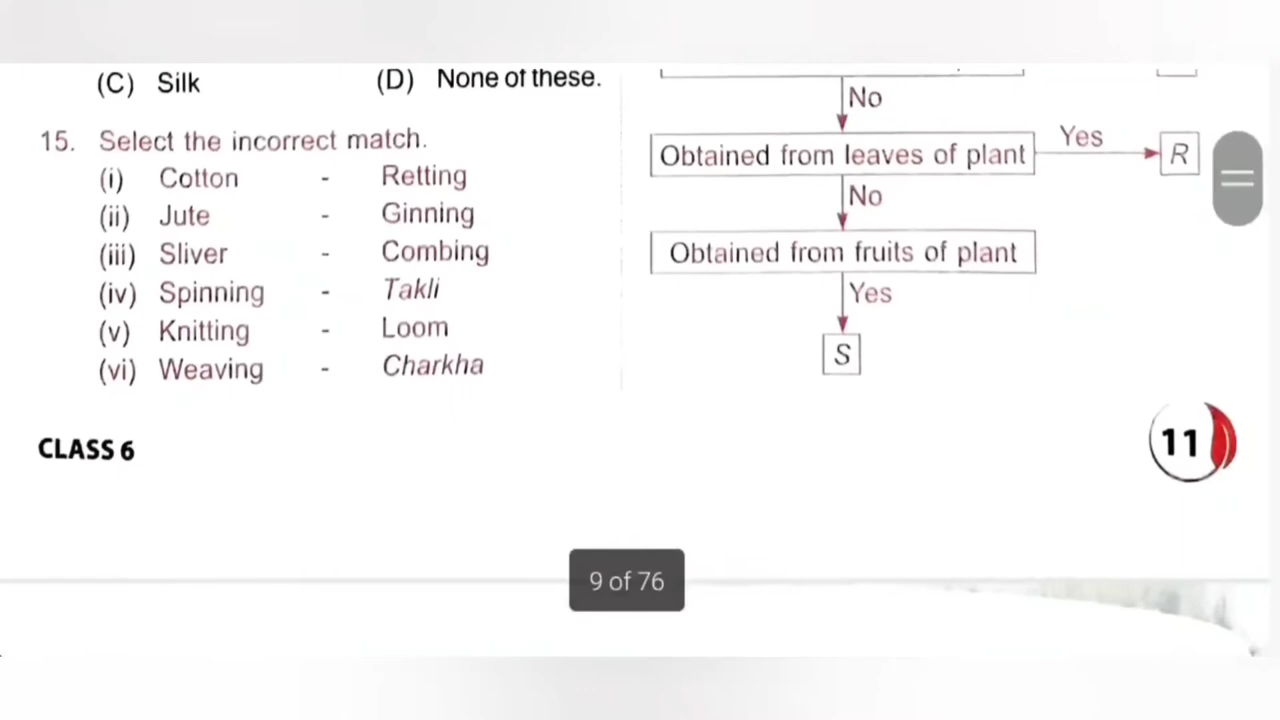 (C) Silk (D) None of these.
15. Select the incorrect match.
(i) Cotton - Retting
(ii) Jute - Ginning
(iii) Sliver - Combing
(iv) Spinning - Takli
(v) Knitting - Loom
(vi) Weaving - Charkha
CLASS 6
No
Obtained from leaves of plant Yes R
No
Obtained from fruits of plant
Yes
S
11
9 of 76